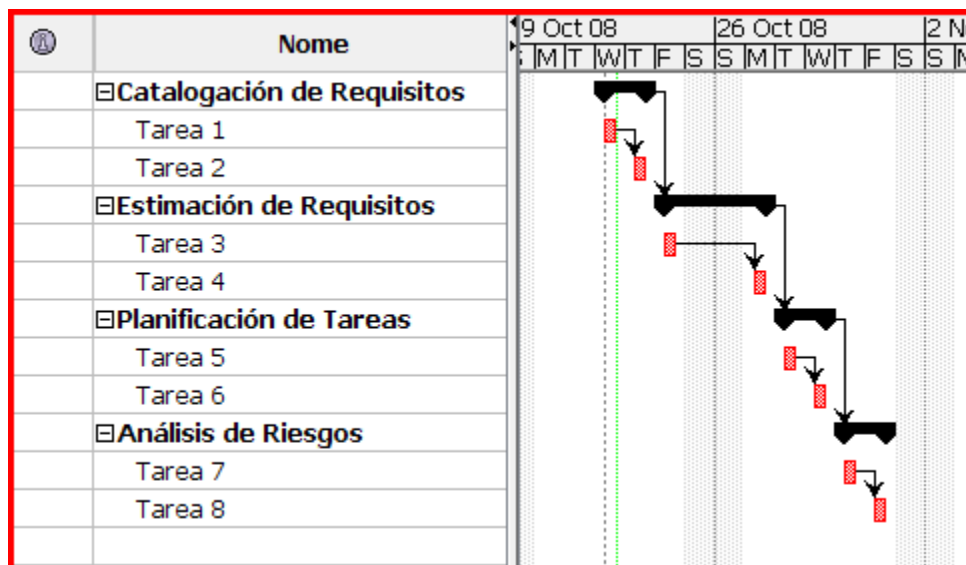 Nome
9 Oct 08 26 Oct 08 2 N
M T W T F S S M T W T F S S M
Catalogación de Requisitos
Tarea 1
Tarea 2
Estimación de Requisitos
Tarea 3
Tarea 4
Planificación de Tareas
Tarea 5
Tarea 6
Análisis de Riesgos
Tarea 7
Tarea 8